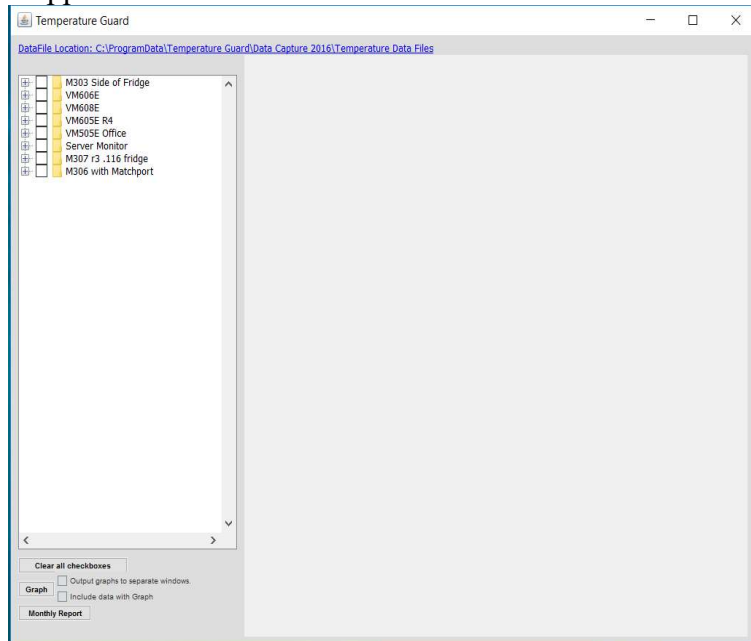 Temperature Guard
DataFile Location: C:\ProgramData\Temperature Guard\Data Capture 2016\Temperature Data Files
M303 Side of Fridge
VM606E
VM608E
VM605E R4
VM505E Office
Server Monitor
M307 r3 .116 fridge
M306 with Matchport
Clear all checkboxes
Output graphs to separate windows.
Graph
Include data with Graph
Monthly Report